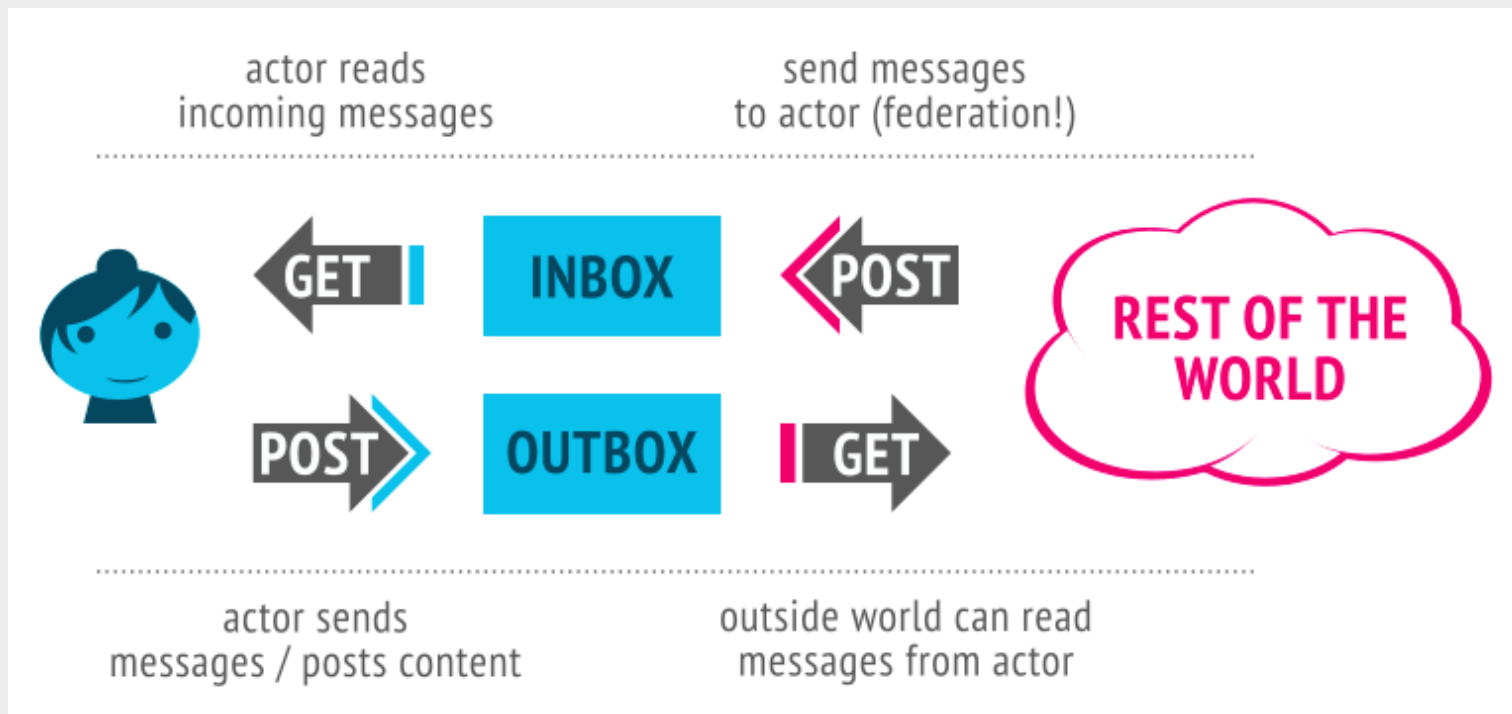 actor reads
incoming messages
send messages
to actor (federation!)
GET
INBOX
POST
REST OF THE
WORLD
POST
OUTBOX
GET
actor sends
messages / posts content
outside world can read
messages from actor